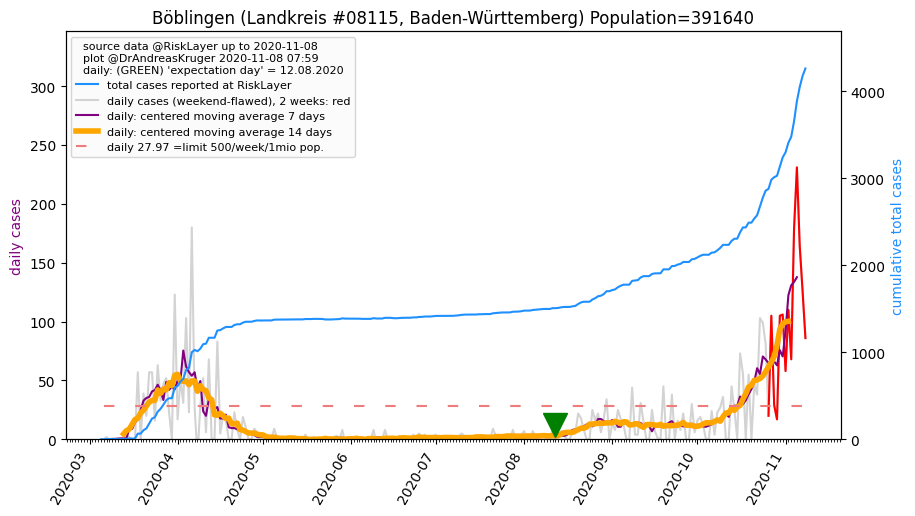 Böblingen (Landkreis #08115, Baden-Württemberg) Population=391640
source data @RiskLayer up to 2020-11-08
plot @DrAndreasKruger 2020-11-08 07:59
daily: (GREEN) 'expectation day' = 12.08.2020
total cases reported at RiskLayer
daily cases (weekend-flawed), 2 weeks: red
daily: centered moving average 7 days
daily: centered moving average 14 days
daily 27.97 =limit 500/week/1mio pop.
daily cases
300
250
200
150
100
50
0
4000
3000
2000
1000
0
cumulative total cases
2020-03
2020-04
2020-05
2020-06
2020-07
2020-08
2020-09
2020-10
2020-11